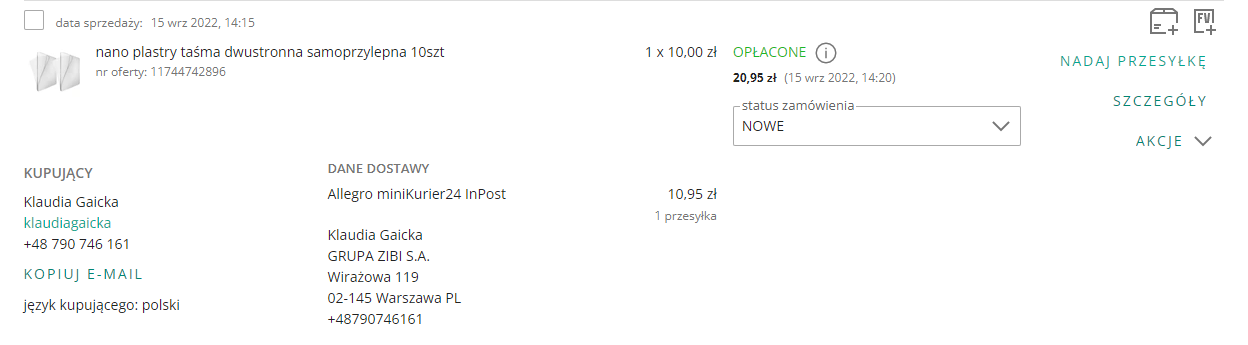 data sprzedaży: 15 wrz 2022, 14:15
nano plastry taśma dwustronna samoprzylepna 10szt
nr oferty: 11744742896
1 x 10,00 zł
OPŁACONE
20,95 zł (15 wrz 2022, 14:20)
status zamówienia
NOWE
FV
NADAJ PRZESYŁKĘ
SZCZEGÓŁY
AKCJE
KUPUJĄCY
Klaudia Gaicka
klaudiagaicka
+48 790 746 161
KOPIUJ E-MAIL
język kupującego: polski
DANE DOSTAWY
Allegro miniKurier24 InPost
10,95 zł
1 przesyłka
Klaudia Gaicka
GRUPA ZIBI S.A.
Wirażowa 119
02-145 Warszawa PL
+48790746161